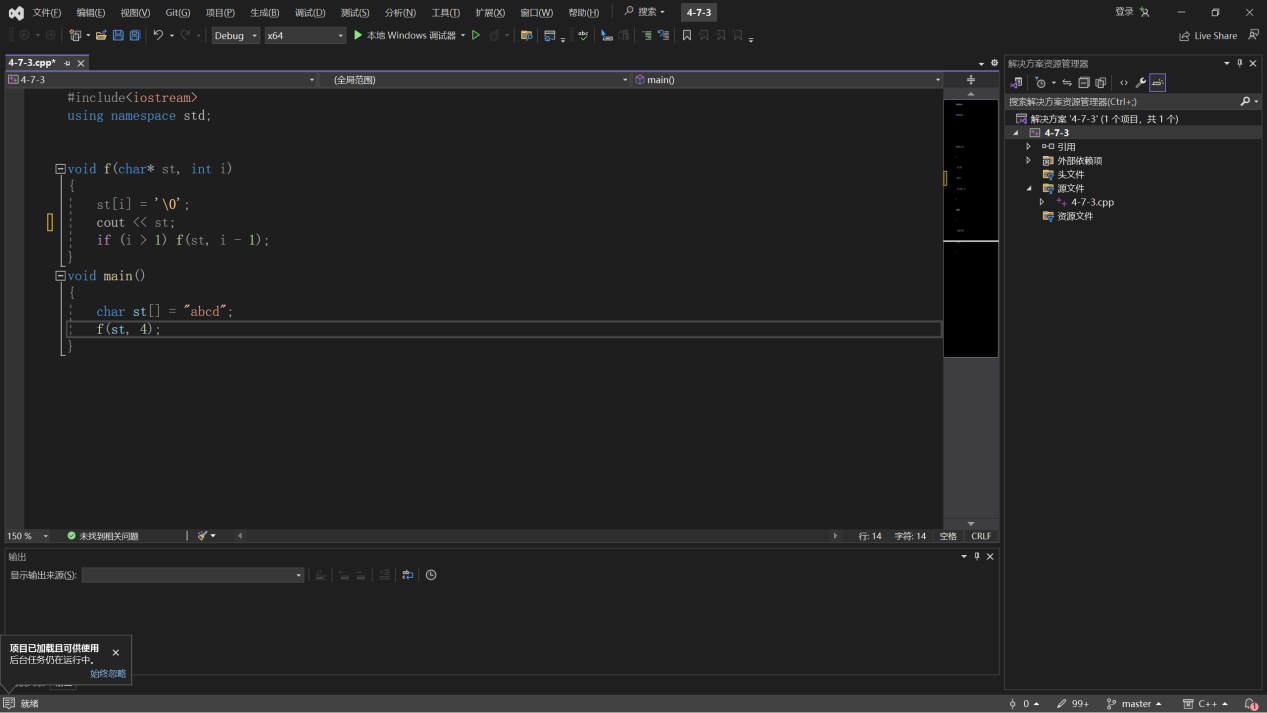 文件(F) 编辑(E) 视图(V) Git(G) 项目(P) 生成(B) 调试(D) 测试(S) 分析(N) 工具(T) 扩展(X) 窗口(W) 帮助(H) 搜索 4-7-3 登录
Debug x64 本地 Windows 调试器 Live Share
4-7-3.cpp*
4-7-3 (全局范围) main()
#include<iostream>
using namespace std;
void f(char* st, int i)
{
st[i] = '\0';
cout << st;
if (i > 1) f(st, i - 1);
}
void main()
{
char st[] = "abcd";
f(st, 4);
}
150 % 未找到相关问题 行: 14 字符: 14 空格 CRLF
输出
显示输出来源(S):
项目已加载且可供使用
后台任务仍在运行中。
始终忽略
解决方案资源管理器
搜索解决方案资源管理器(Ctrl+;)
解决方案 '4-7-3' (1 个项目，共 1 个)
4-7-3
引用
外部依赖项
头文件
源文件
4-7-3.cpp
资源文件
就绪 0 99+ master C++ 1